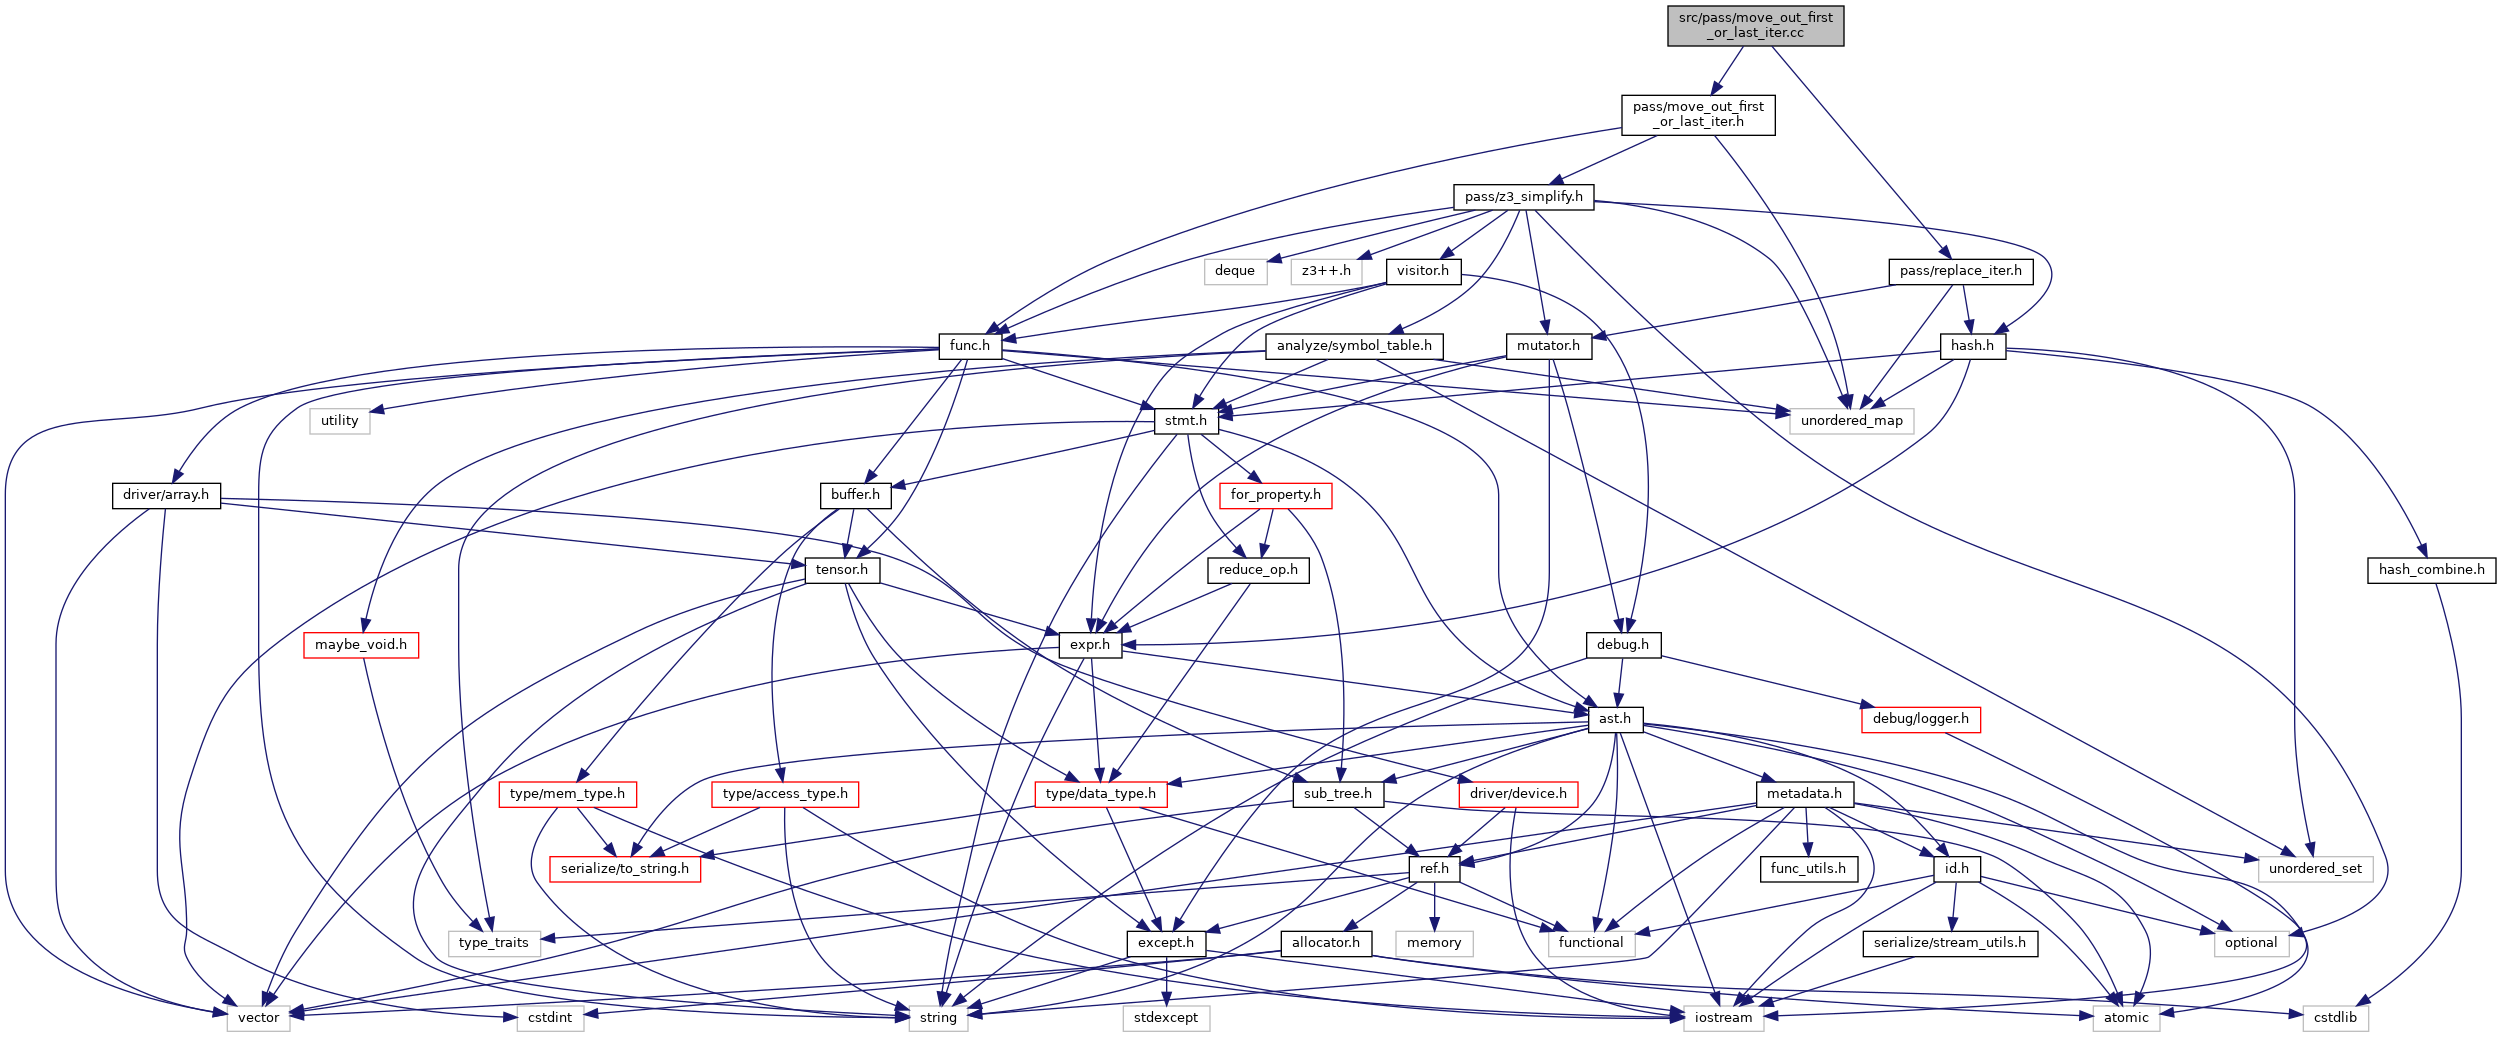 src/pass/move_out_first
_or_last_iter.cc
pass/move_out_first
_or_last_iter.h
pass/z3_simplify.h
deque
z3++.h
visitor.h
pass/replace_iter.h
func.h
analyze/symbol_table.h
mutator.h
hash.h
utility
stmt.h
unordered_map
driver/array.h
buffer.h
for_property.h
tensor.h
reduce_op.h
hash_combine.h
maybe_void.h
expr.h
debug.h
ast.h
debug/logger.h
type/mem_type.h
type/access_type.h
type/data_type.h
sub_tree.h
driver/device.h
metadata.h
serialize/to_string.h
ref.h
func_utils.h
id.h
unordered_set
type_traits
except.h
allocator.h
memory
functional
serialize/stream_utils.h
optional
vector
cstdint
string
stdexcept
iostream
atomic
cstdlib